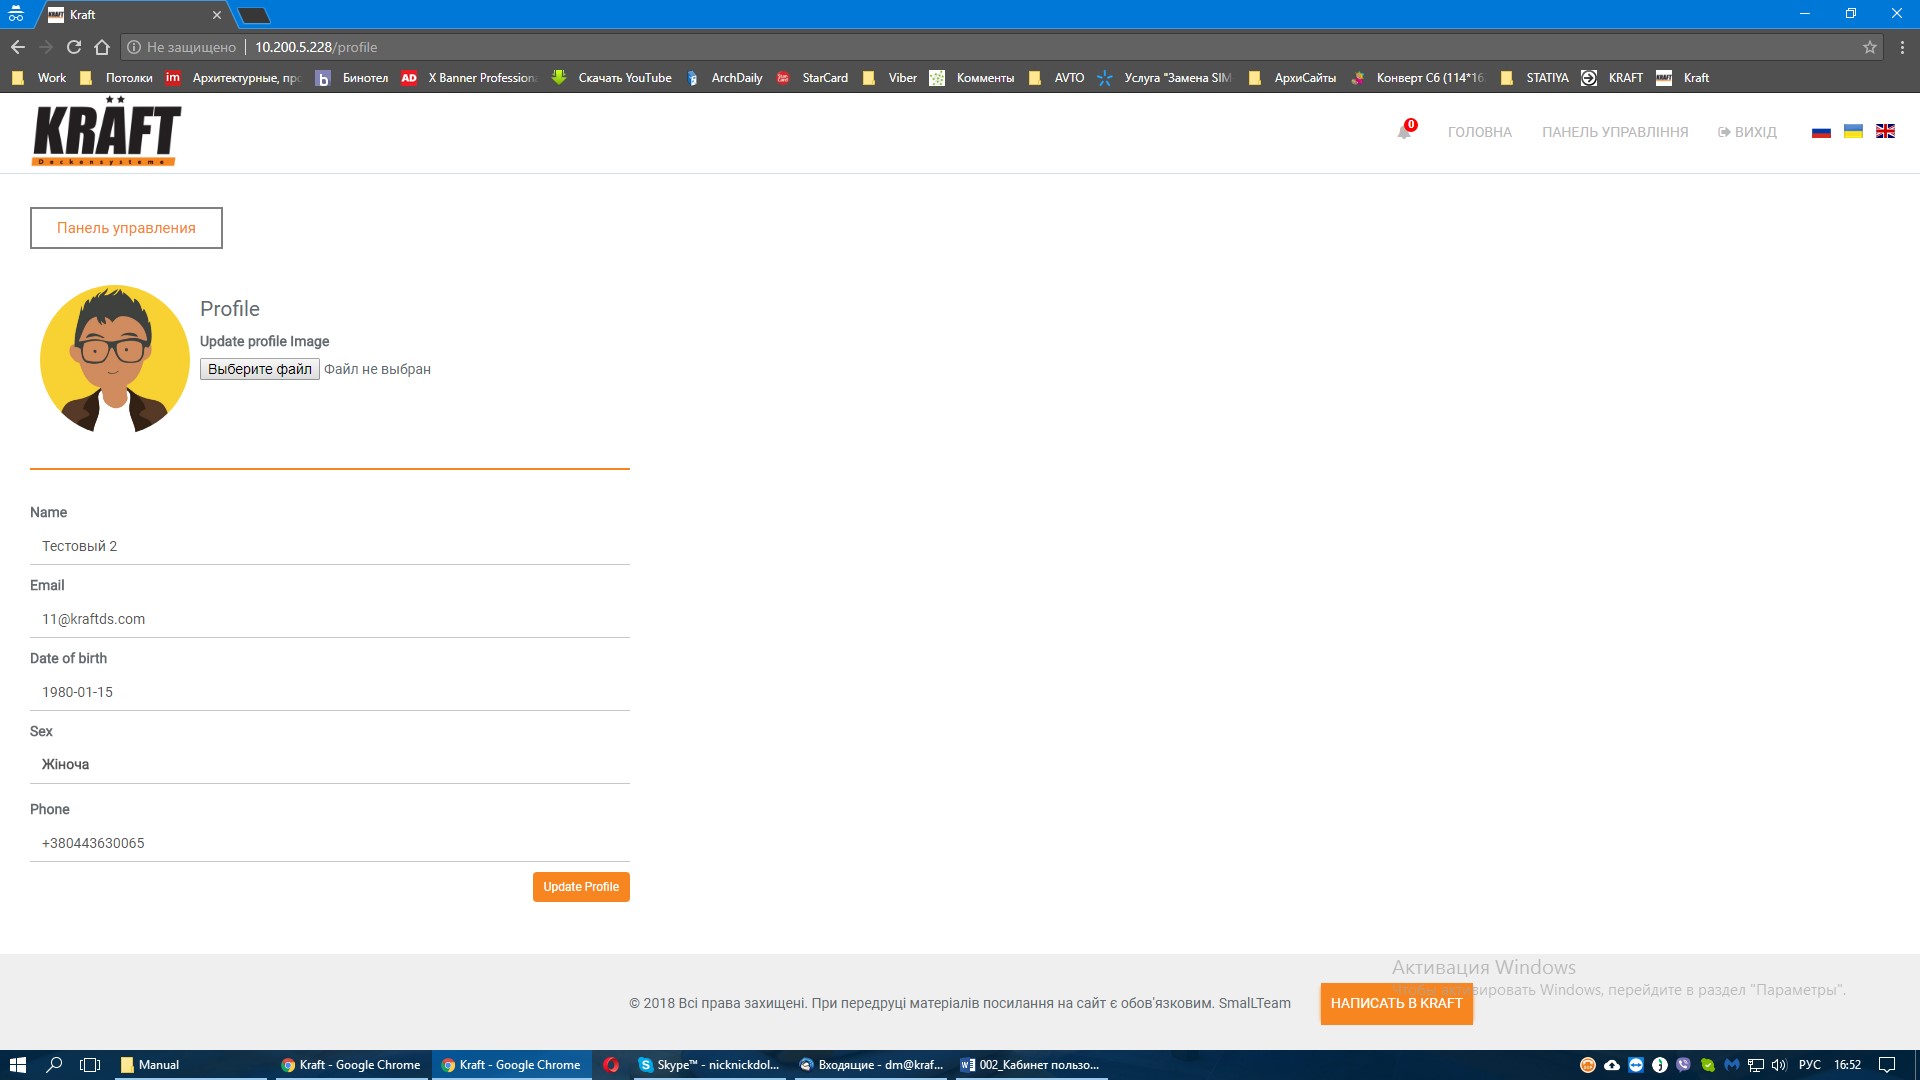 Kraft
Не защищено
10.200.5.228/profile
Work
Потолки
im
Архитектурные, про
b
Бинотел
AD
X Banner Profession
Скачать YouTube
ArchDaily
StarCard
Viber
Комменты
AVTO
Услуга "Замена SIM
АрхиСайты
Конверт С6 (114*16
STATIYA
KRAFT
Kraft
KRÄFT
Deckensysteme
0
ГОЛОВНА
ПАНЕЛЬ УПРАВЛІННЯ
ВИХІД
Панель управления
Profile
Update profile Image
Выберите файл Файл не выбран
Name
Тестовый 2
Email
11@kraftds.com
Date of birth
1980-01-15
Sex
Жіноча
Phone
+380443630065
Update Profile
Активация Windows
© 2018 Всі права захищені. При передруці матеріалів посилання на сайт є обов'язковим. SmalLTeam
НАПИСАТЬ В KRAFT
Windows, перейдите в раздел "Параметры".
Manual
Kraft - Google Chrome
Kraft - Google Chrome
Skype™ - nicknickdol...
Входящие - dm@kraf...
002_Кабинет пользо...
РУС
16:52